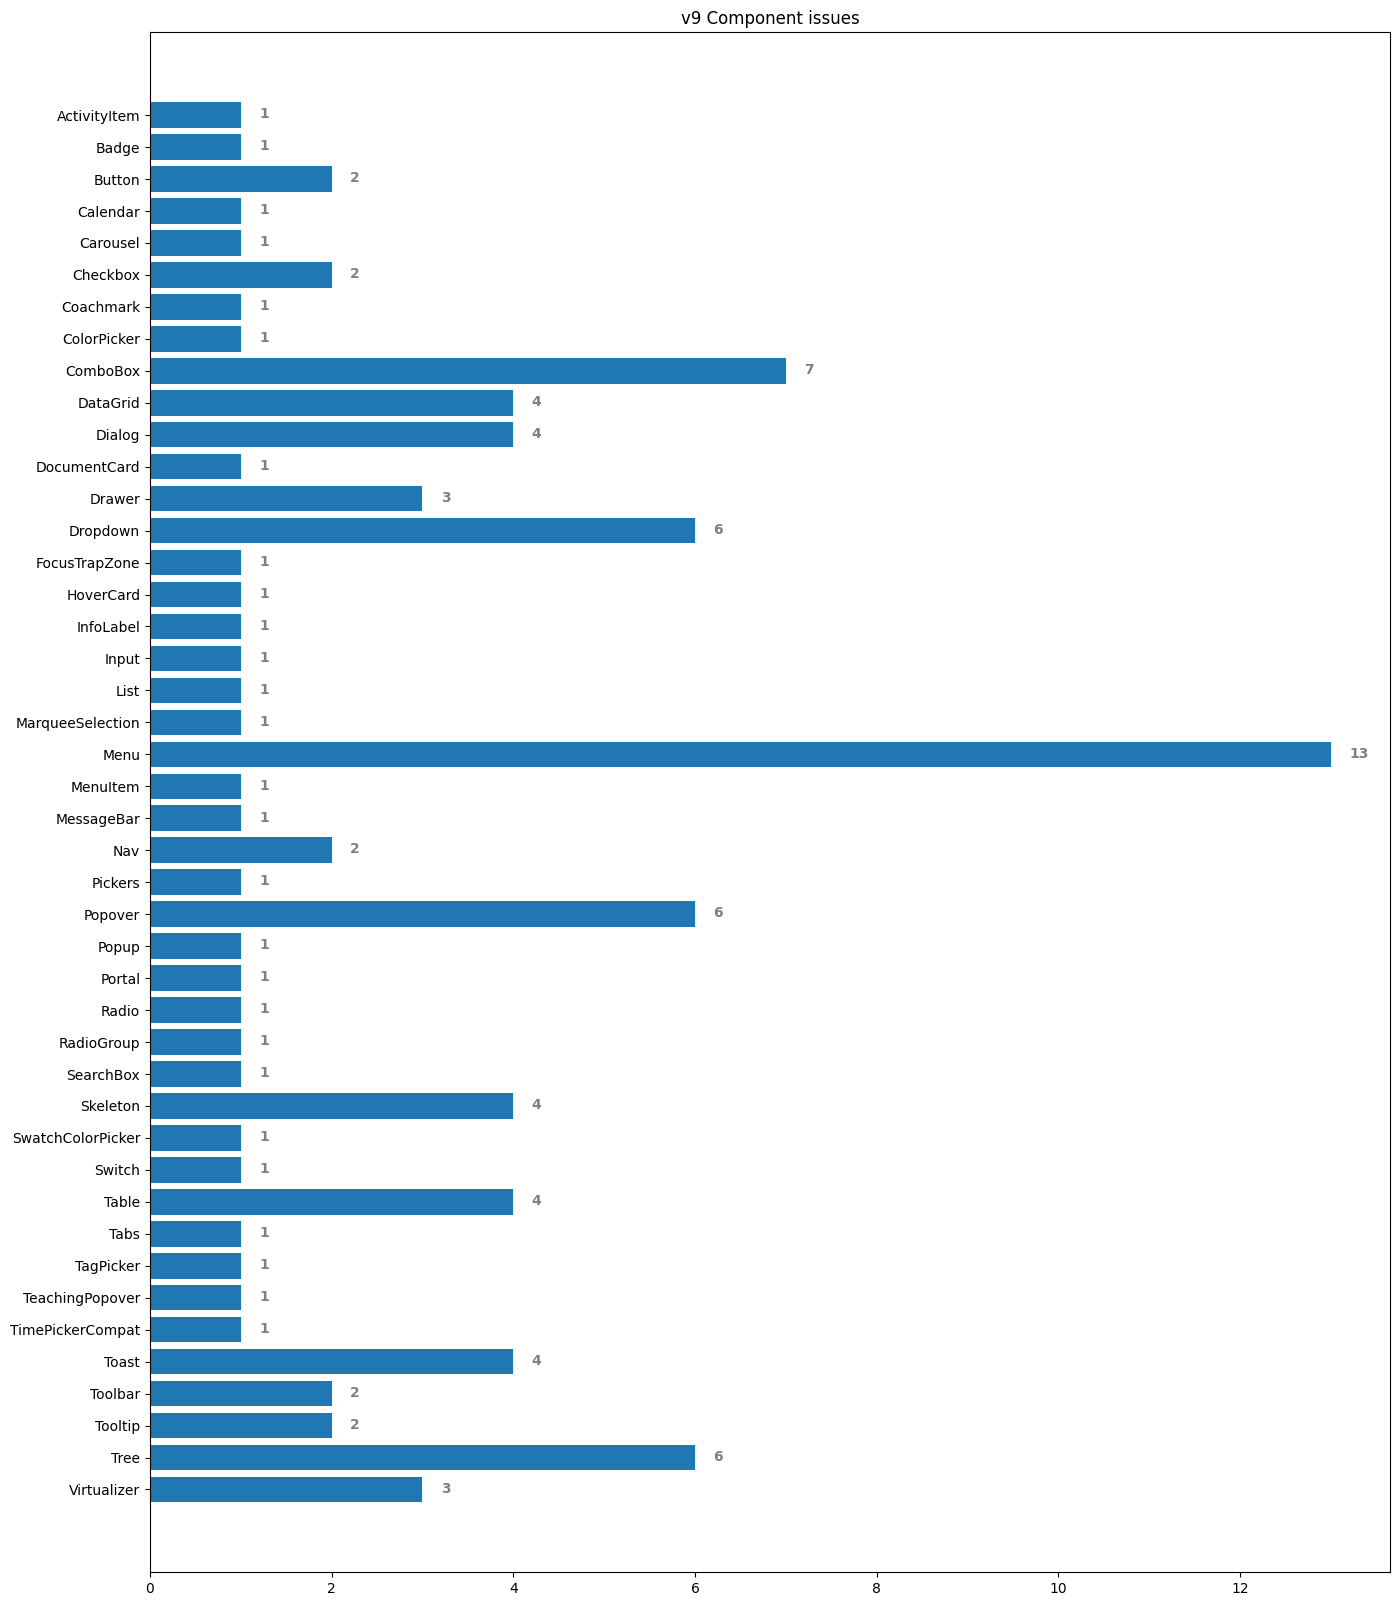 v9 Component issues
ActivityItem 1
Badge 1
Button 2
Calendar 1
Carousel 1
Checkbox 2
Coachmark 1
ColorPicker 1
ComboBox 7
DataGrid 4
Dialog 4
DocumentCard 1
Drawer 3
Dropdown 6
FocusTrapZone 1
HoverCard 1
InfoLabel 1
Input 1
List 1
MarqueeSelection 1
Menu 13
MenuItem 1
MessageBar 1
Nav 2
Pickers 1
Popover 6
Popup 1
Portal 1
Radio 1
RadioGroup 1
SearchBox 1
Skeleton 4
SwatchColorPicker 1
Switch 1
Table 4
Tabs 1
TagPicker 1
TeachingPopover 1
TimePickerCompat 1
Toast 4
Toolbar 2
Tooltip 2
Tree 6
Virtualizer 3
0 2 4 6 8 10 12